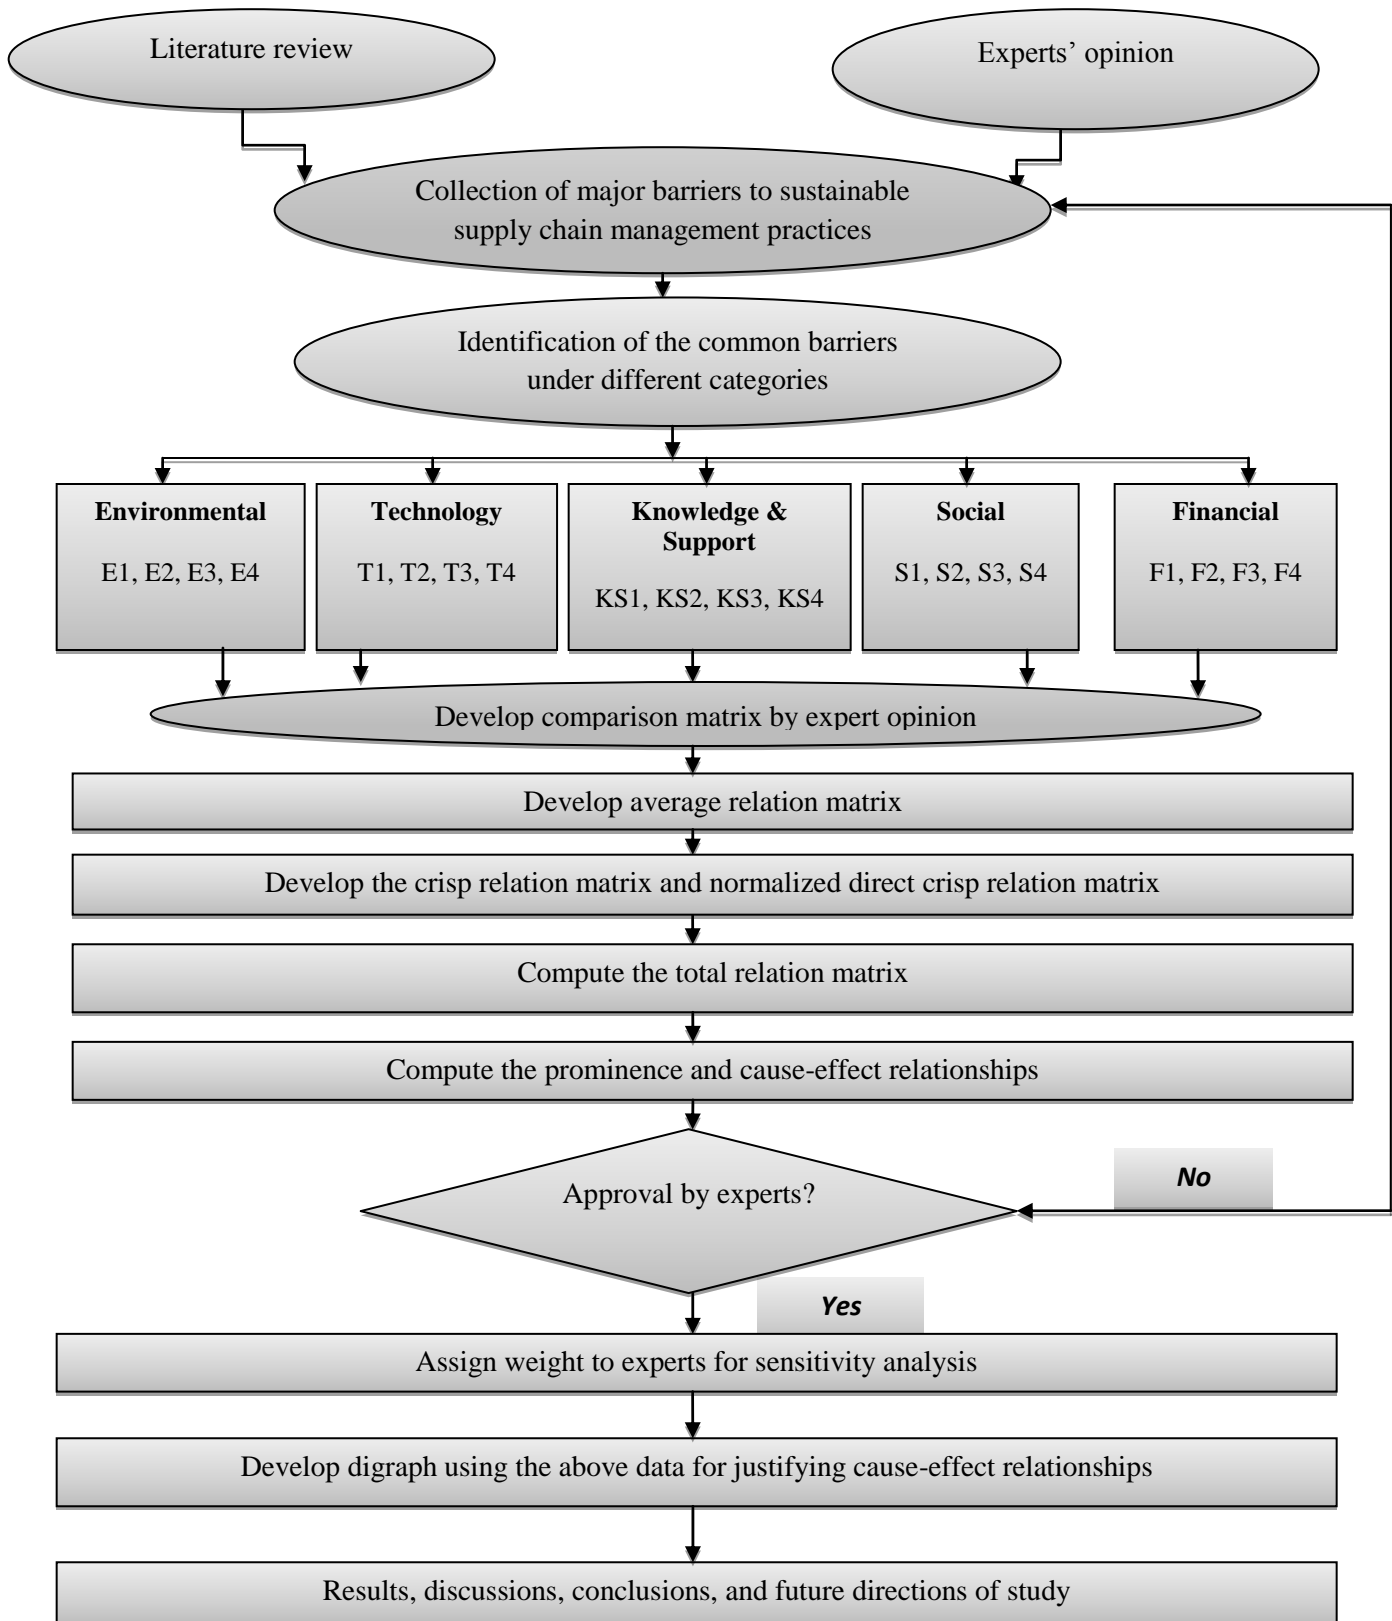 Literature review
Experts’ opinion
Collection of major barriers to sustainable
supply chain management practices
Identification of the common barriers
under different categories
Environmental
E1, E2, E3, E4
Technology
T1, T2, T3, T4
Knowledge &
Support
KS1, KS2, KS3, KS4
Social
S1, S2, S3, S4
Financial
F1, F2, F3, F4
Develop comparison matrix by expert opinion
Develop average relation matrix
Develop the crisp relation matrix and normalized direct crisp relation matrix
Compute the total relation matrix
Compute the prominence and cause-effect relationships
Approval by experts?
No
Yes
Assign weight to experts for sensitivity analysis
Develop digraph using the above data for justifying cause-effect relationships
Results, discussions, conclusions, and future directions of study